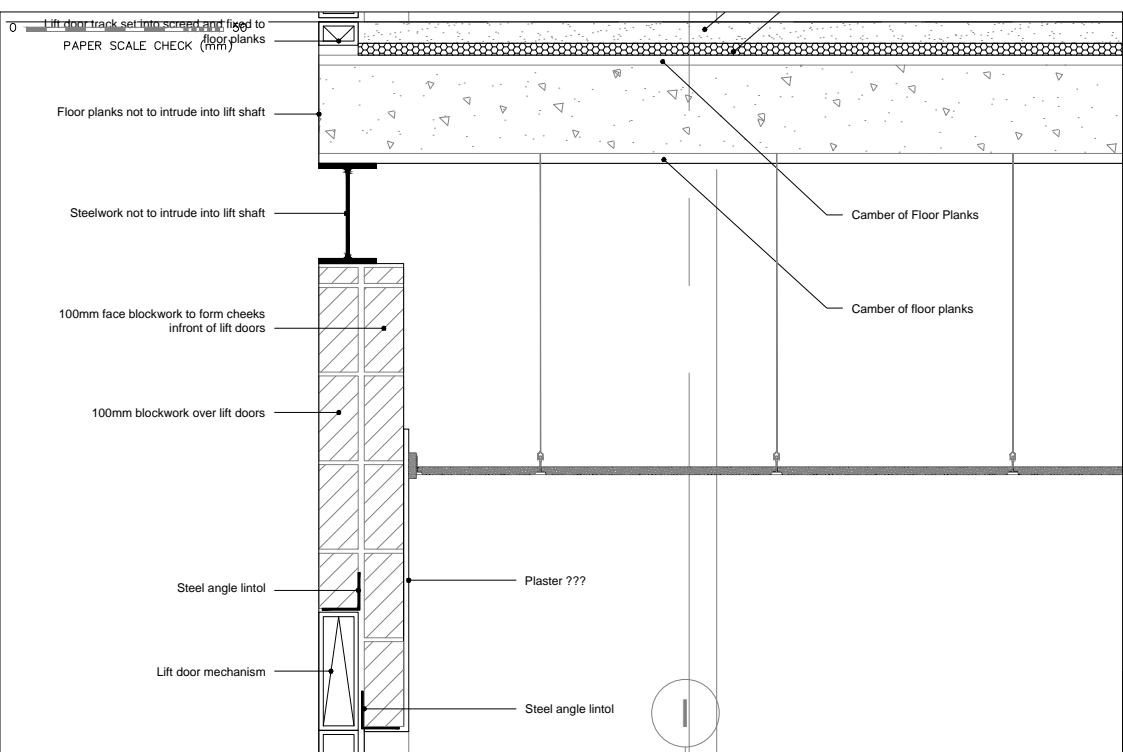 Lift door track set into screed and fixed to
floor planks
0 50
PAPER SCALE CHECK (mm)
Floor planks not to intrude into lift shaft
Steelwork not to intrude into lift shaft
Camber of Floor Planks
Camber of floor planks
100mm face blockwork to form cheeks
infront of lift doors
100mm blockwork over lift doors
Steel angle lintol
Plaster ???
Lift door mechanism
Steel angle lintol